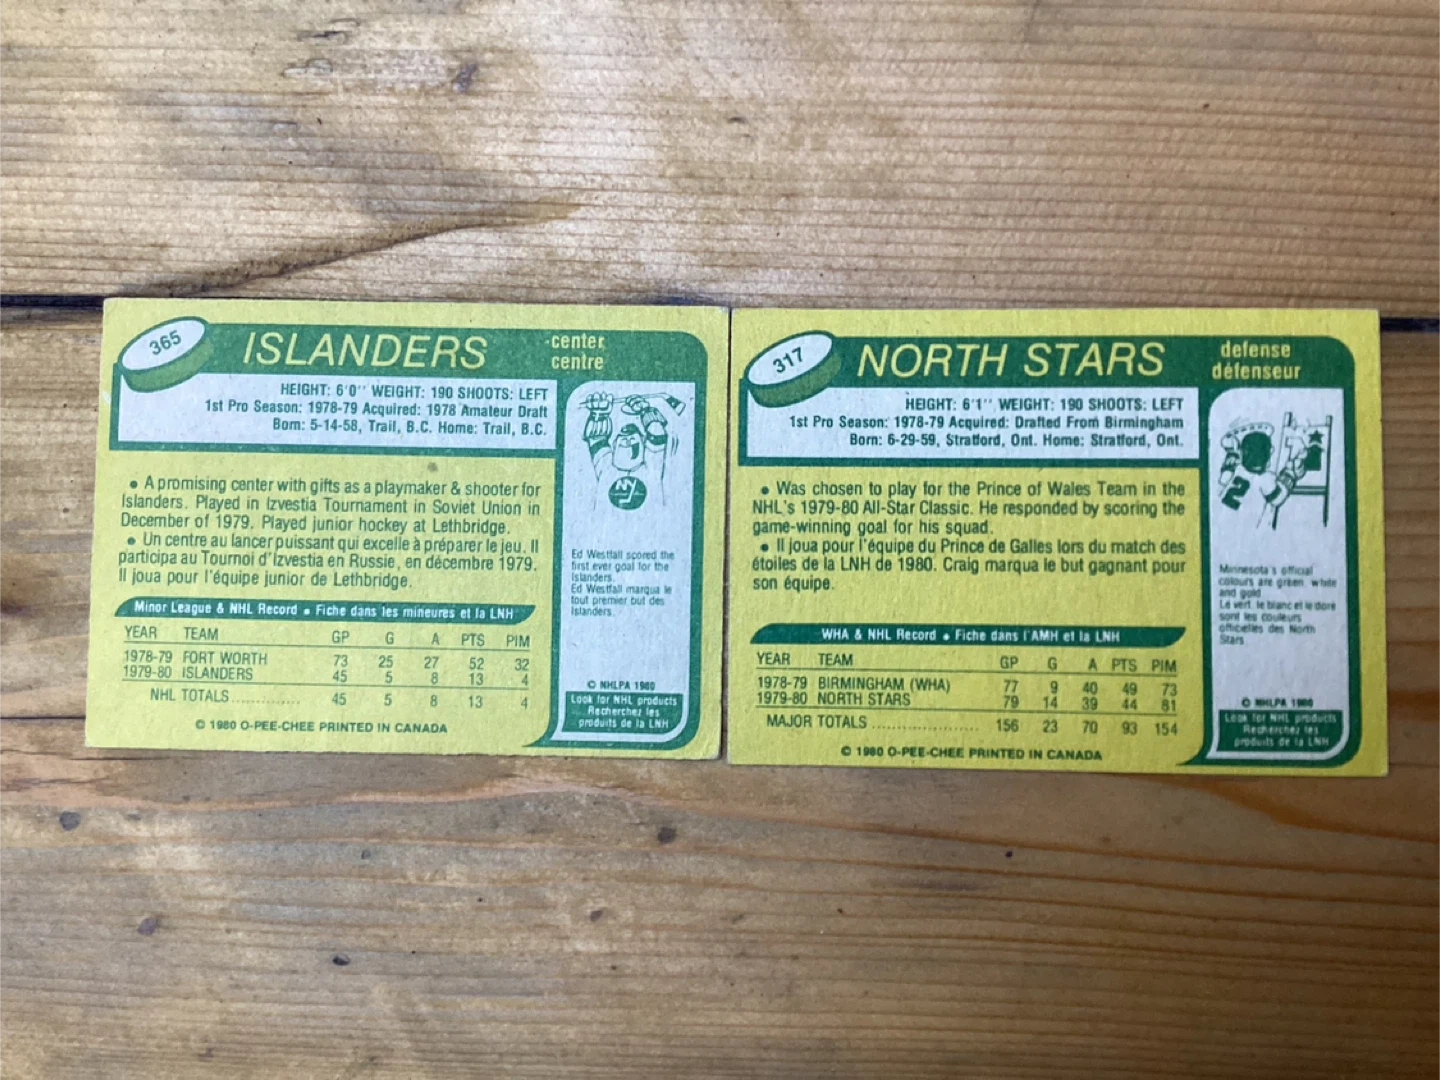 365
ISLANDERS
center
centre
HEIGHT: 6'0'' WEIGHT: 190 SHOOTS: LEFT
1st Pro Season: 1978-79 Acquired: 1978 Amateur Draft
Born: 5-14-58, Trail, B.C. Home: Trail, B.C.
• A promising center with gifts as a playmaker & shooter for
Islanders. Played in Izvestia Tournament in Soviet Union in
December of 1979. Played junior hockey at Lethbridge.
• Un centre au lancer puissant qui excelle à préparer le jeu. Il
participa au Tournoi d'Izvestia en Russie, en décembre 1979.
Il joua pour l'équipe junior de Lethbridge.
Minor League & NHL Record • Fiche dans les mineures et la LNH
YEAR TEAM GP G A PTS PIM
1978-79 FORT WORTH 73 25 27 52 32
1979-80 ISLANDERS 45 5 8 13 4
NHL TOTALS............. 45 5 8 13 4
© 1980 O-PEE-CHEE PRINTED IN CANADA
NY
Ed Westfall scored the
first ever goal for the
Islanders.
Ed Westfall marqua le
tout premier but des
Islanders.
© NHLPA 1980
Look for NHL products
Recherchez les
produits de la LNH
317
NORTH STARS
defense
défenseur
HEIGHT: 6'1'' WEIGHT: 190 SHOOTS: LEFT
1st Pro Season: 1978-79 Acquired: Drafted From Birmingham
Born: 6-29-59, Stratford, Ont. Home: Stratford, Ont.
• Was chosen to play for the Prince of Wales Team in the
NHL's 1979-80 All-Star Classic. He responded by scoring the
game-winning goal for his squad.
• Il joua pour l'équipe du Prince de Galles lors du match des
étoiles de la LNH de 1980. Craig marqua le but gagnant pour
son équipe.
WHA & NHL Record • Fiche dans l'AMH et la LNH
YEAR TEAM GP G A PTS PIM
1978-79 BIRMINGHAM (WHA) 77 9 40 49 73
1979-80 NORTH STARS 79 14 39 44 81
MAJOR TOTALS .................... 156 23 70 93 154
© 1980 O-PEE-CHEE PRINTED IN CANADA
2
Minnesota's official
colours are green, white
and gold.
Le vert, le blanc et le doré
sont les couleurs
officielles des North
Stars.
© NHLPA 1980
Look for NHL products
Recherchez les
produits de la LNH